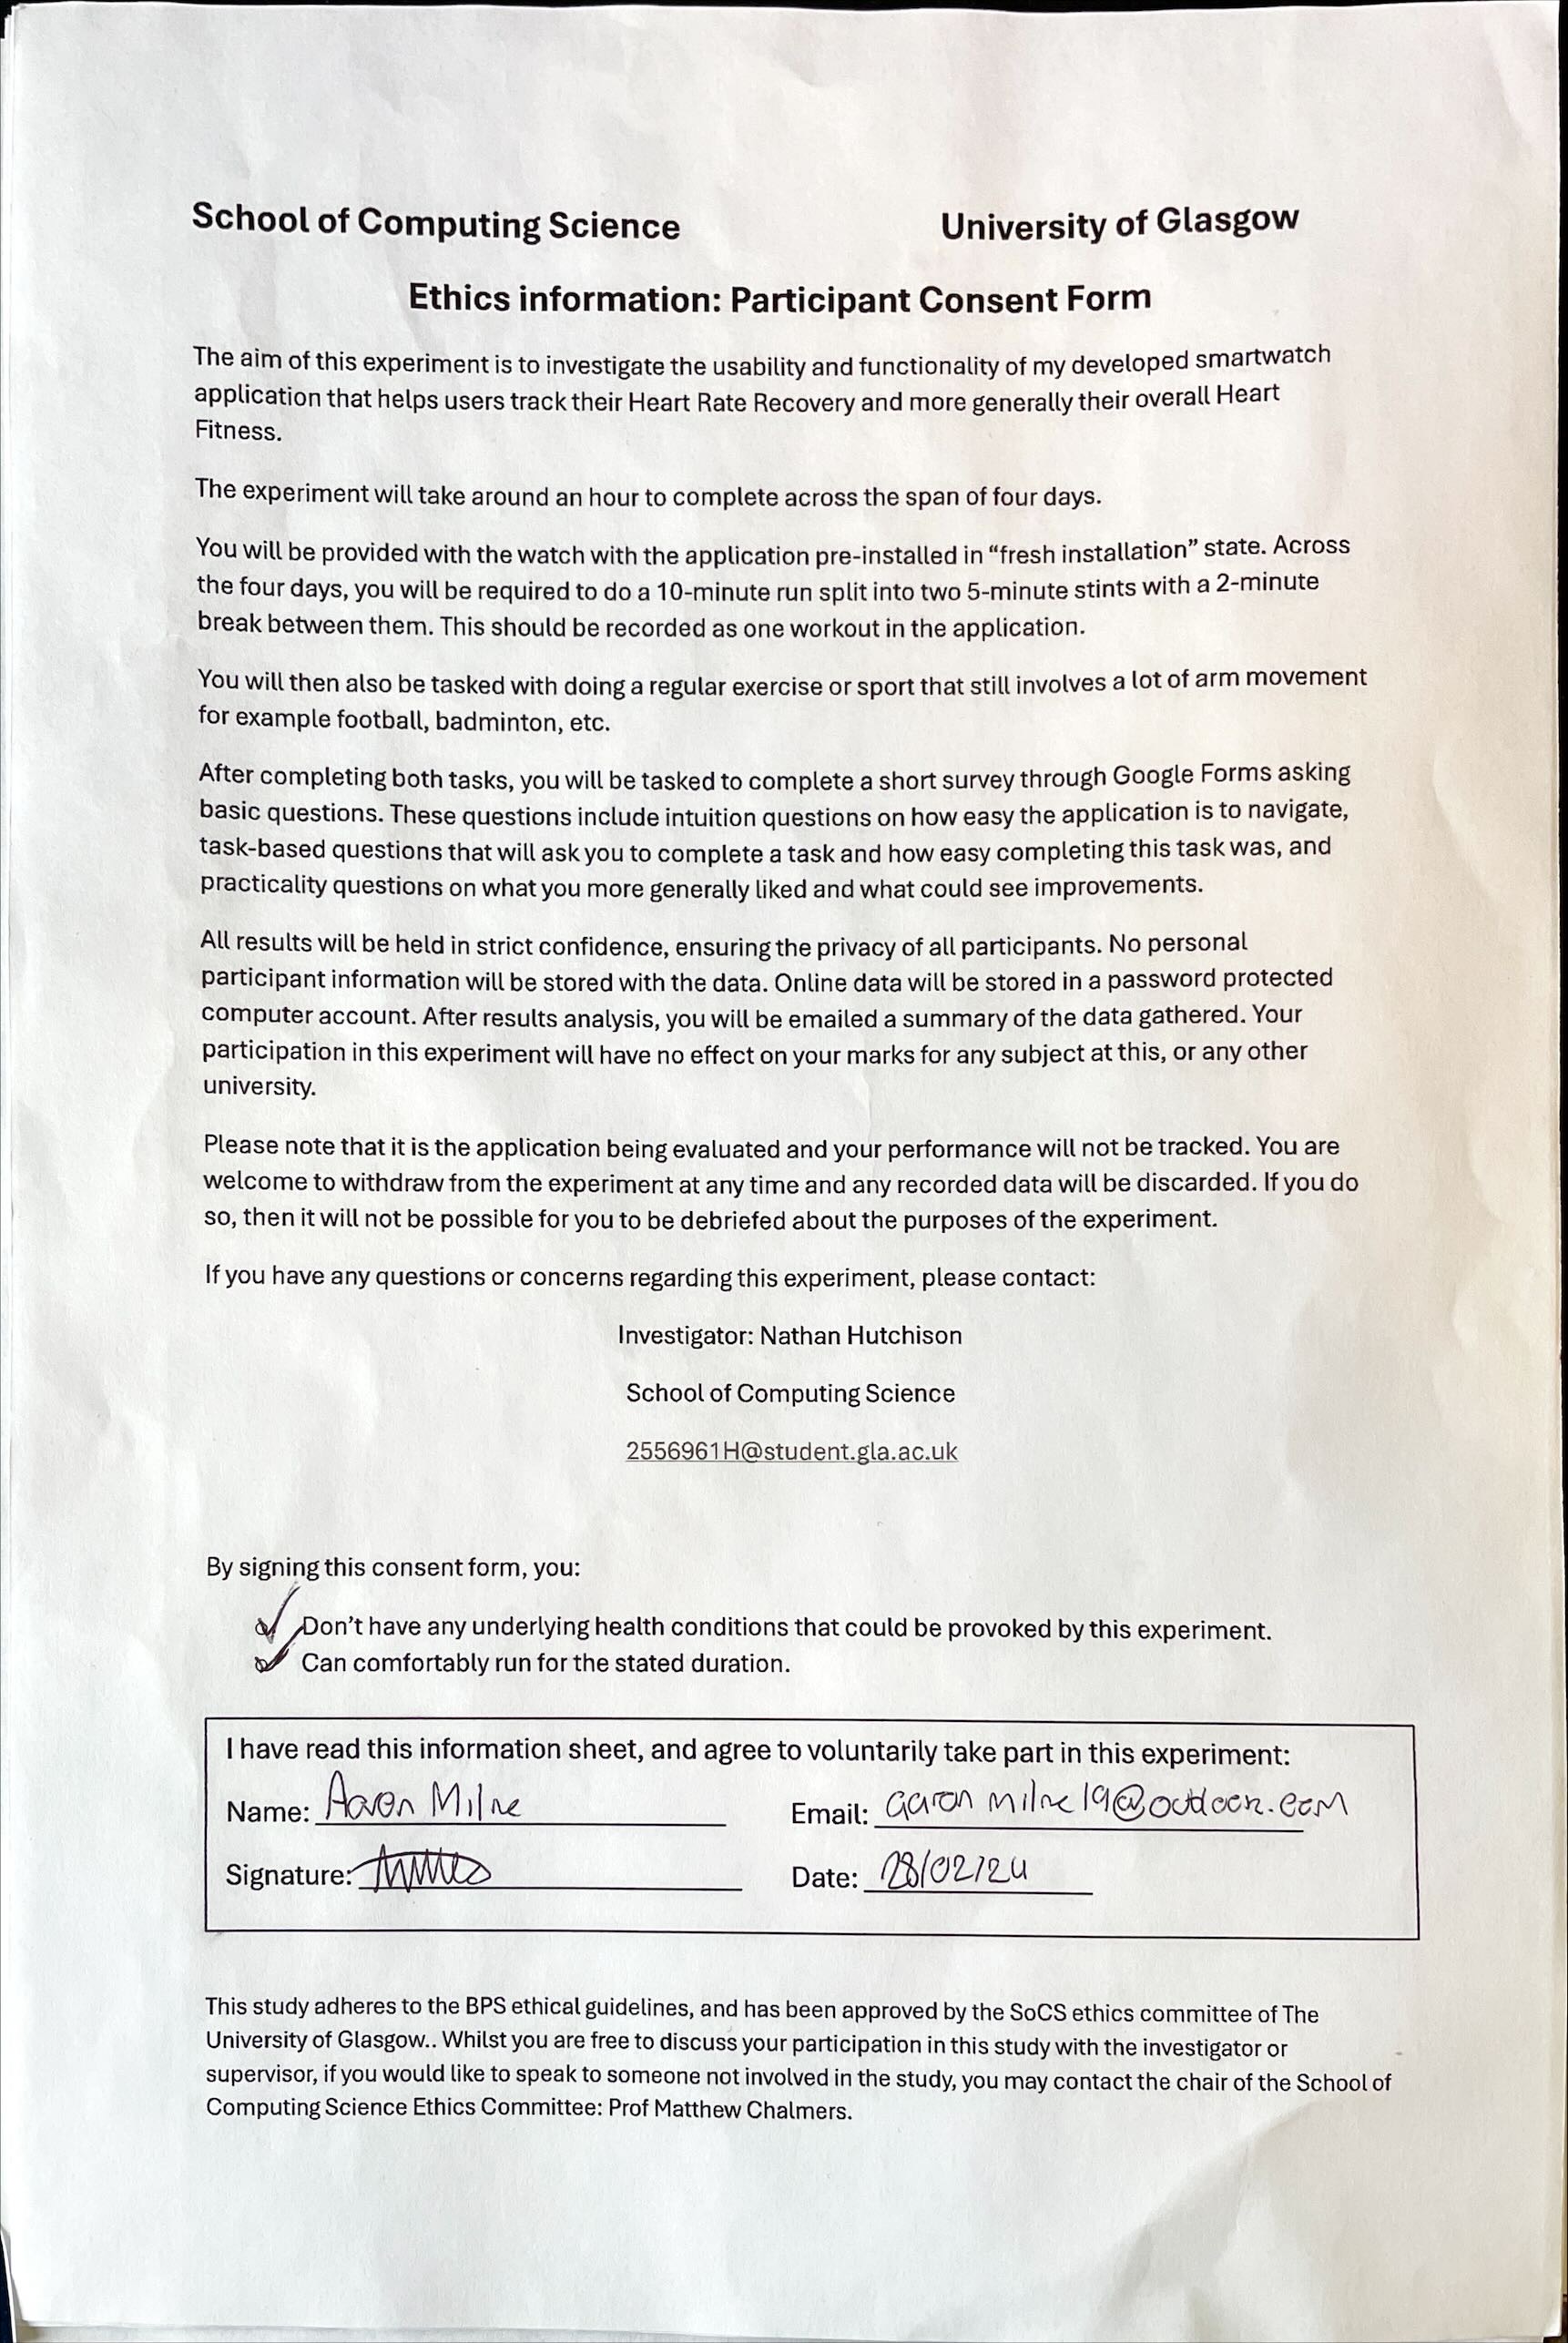 School of Computing Science University of Glasgow
Ethics information: Participant Consent Form
The aim of this experiment is to investigate the usability and functionality of my developed smartwatch
application that helps users track their Heart Rate Recovery and more generally their overall Heart
Fitness.
The experiment will take around an hour to complete across the span of four days.
You will be provided with the watch with the application pre-installed in “fresh installation” state. Across
the four days, you will be required to do a 10-minute run split into two 5-minute stints with a 2-minute
break between them. This should be recorded as one workout in the application.
You will then also be tasked with doing a regular exercise or sport that still involves a lot of arm movement
for example football, badminton, etc.
After completing both tasks, you will be tasked to complete a short survey through Google Forms asking
basic questions. These questions include intuition questions on how easy the application is to navigate,
task-based questions that will ask you to complete a task and how easy completing this task was, and
practicality questions on what you more generally liked and what could see improvements.
All results will be held in strict confidence, ensuring the privacy of all participants. No personal
participant information will be stored with the data. Online data will be stored in a password protected
computer account. After results analysis, you will be emailed a summary of the data gathered. Your
participation in this experiment will have no effect on your marks for any subject at this, or any other
university.
Please note that it is the application being evaluated and your performance will not be tracked. You are
welcome to withdraw from the experiment at any time and any recorded data will be discarded. If you do
so, then it will not be possible for you to be debriefed about the purposes of the experiment.
If you have any questions or concerns regarding this experiment, please contact:
Investigator: Nathan Hutchison
School of Computing Science
2556961H@student.gla.ac.uk
By signing this consent form, you:
Don’t have any underlying health conditions that could be provoked by this experiment.
Can comfortably run for the stated duration.
I have read this information sheet, and agree to voluntarily take part in this experiment:
Name: Aaron Milne Email: aaronmilne19@outlook.com
Signature: Date: 28/02/24
This study adheres to the BPS ethical guidelines, and has been approved by the SoCS ethics committee of The
University of Glasgow.. Whilst you are free to discuss your participation in this study with the investigator or
supervisor, if you would like to speak to someone not involved in the study, you may contact the chair of the School of
Computing Science Ethics Committee: Prof Matthew Chalmers.